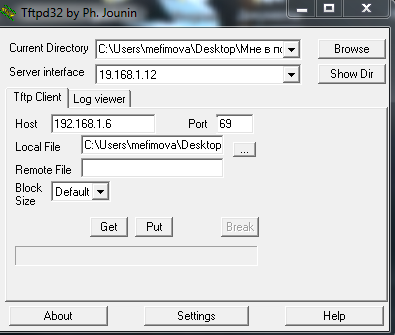 Tftpd32 by Ph. Jounin
Current Directory C:\Users\mefimova\Desktop\Мне в по Browse
Server interface 19.168.1.12 Show Dir
Tftp Client Log viewer
Host 192.168.1.6 Port 69
Local File C:\Users\mefimova\Desktop ...
Remote File
Block
Size Default
Get Put Break
About Settings Help